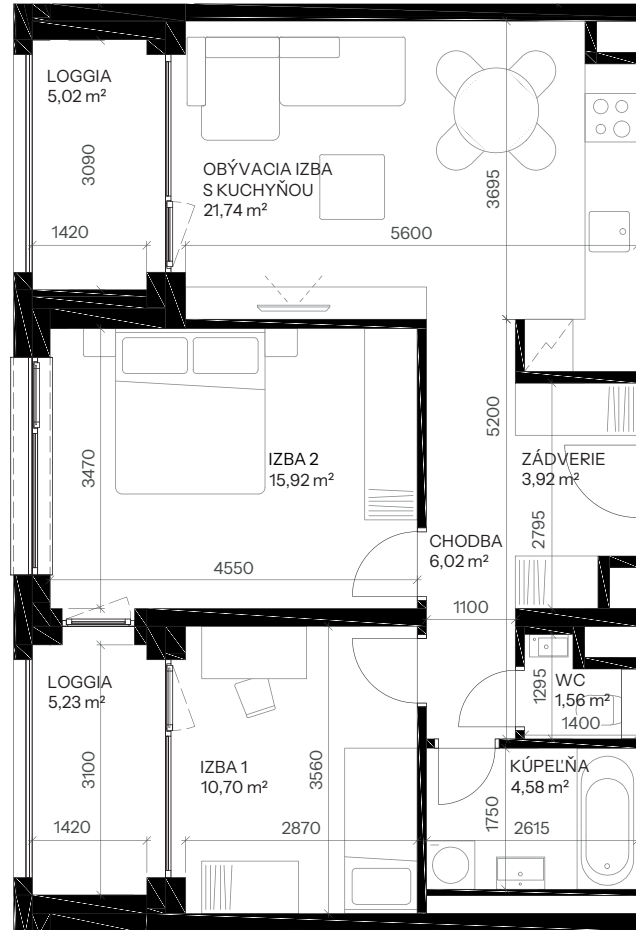 LOGGIA
5,02 m²
3090
1420
OBÝVACIA IZBA
S KUCHYŇOU
21,74 m²
3695
5600
5200
IZBA 2
15,92 m²
3470
4550
ZÁDVERIE
3,92 m²
2795
CHODBA
6,02 m²
1100
LOGGIA
5,23 m²
3100
1420
IZBA 1
10,70 m²
3560
2870
WC
1,56 m²
1295
1400
KÚPEĽŇA
4,58 m²
1750
2615